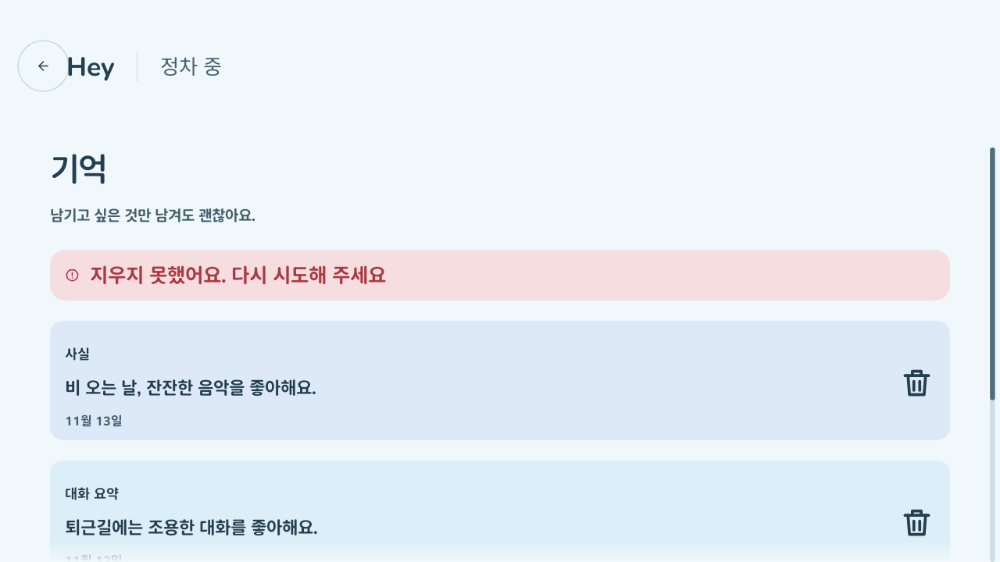 Hey
정차 중
기억
남기고 싶은 것만 남겨도 괜찮아요.
지우지 못했어요. 다시 시도해 주세요
사실
비 오는 날, 잔잔한 음악을 좋아해요.
11월 13일
대화 요약
퇴근길에는 조용한 대화를 좋아해요.